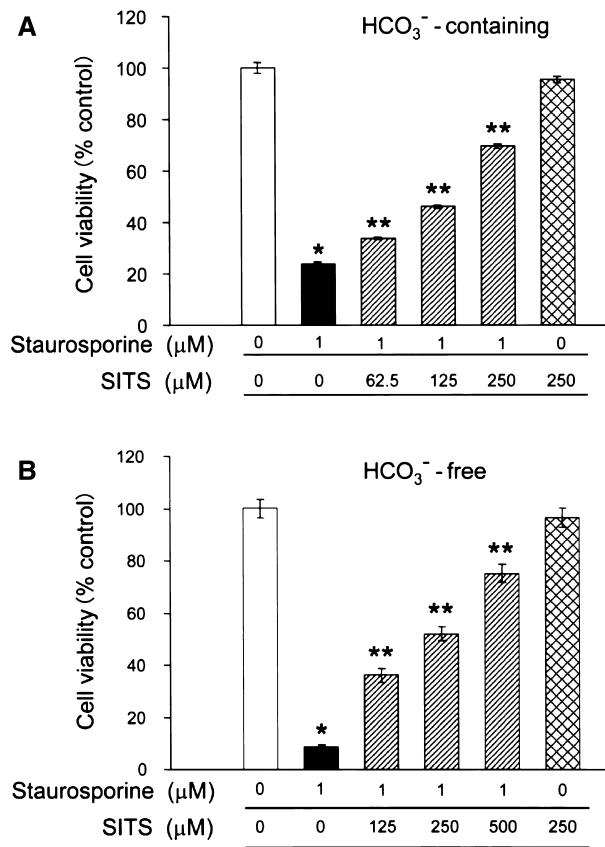 A
HCO₃⁻ - containing
Cell viability (% control)
120
100
80
60
40
20
0
*
**
**
**
Staurosporine (μM) 0 1 1 1 1 0
SITS (μM) 0 0 62.5 125 250 250
B
HCO₃⁻ - free
Cell viability (% control)
120
100
80
60
40
20
0
*
**
**
**
Staurosporine (μM) 0 1 1 1 1 0
SITS (μM) 0 0 125 250 500 250